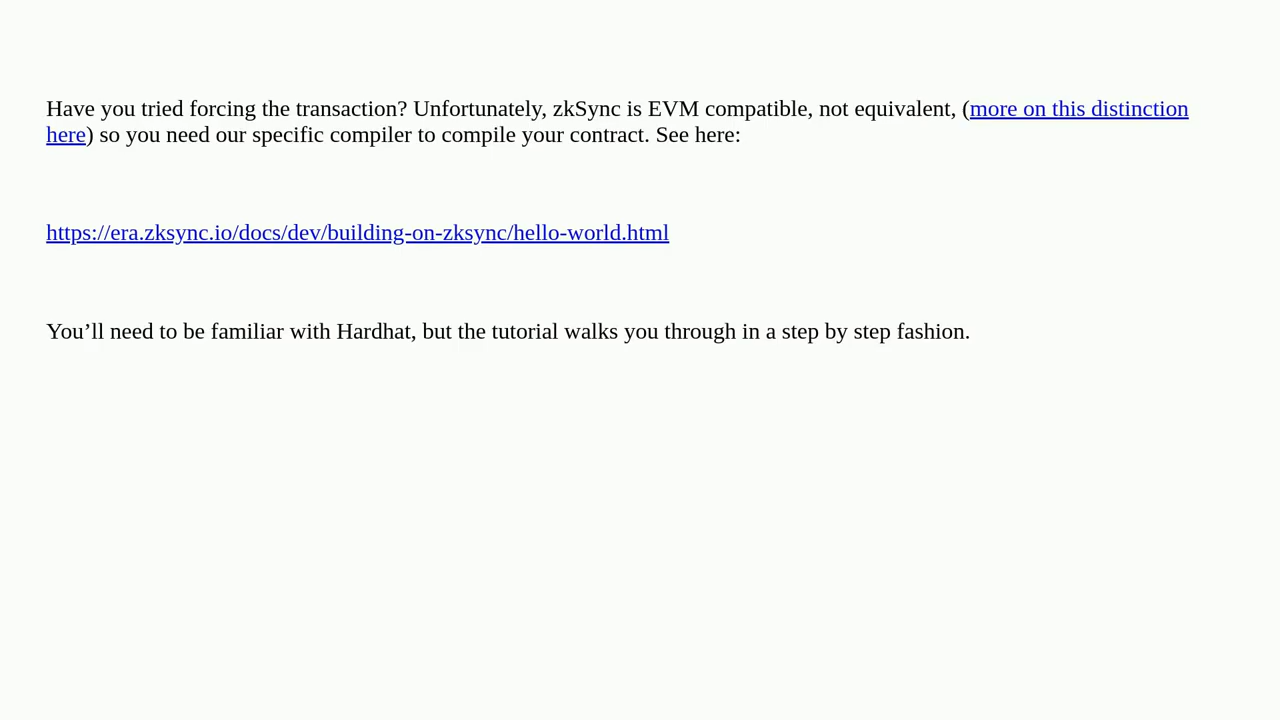 Have you tried forcing the transaction? Unfortunately, zkSync is EVM compatible, not equivalent, (more on this distinction
here) so you need our specific compiler to compile your contract. See here:
https://era.zksync.io/docs/dev/building-on-zksync/hello-world.html
You’ll need to be familiar with Hardhat, but the tutorial walks you through in a step by step fashion.